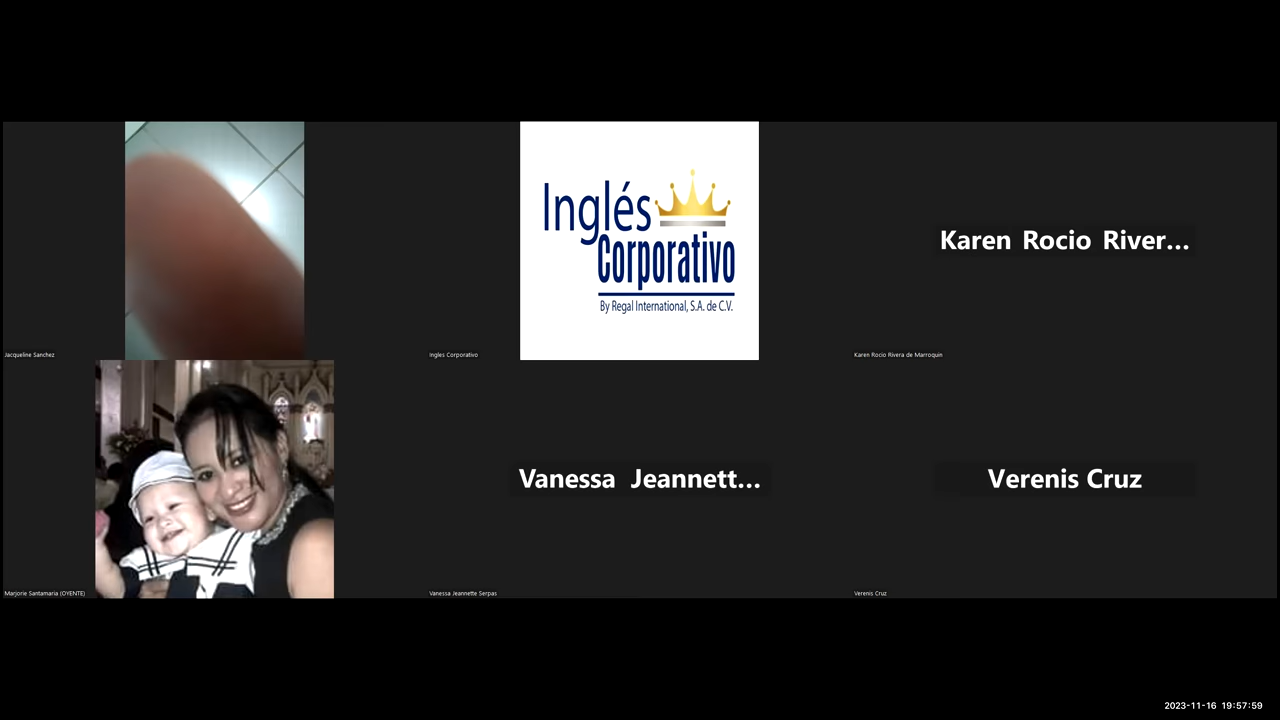 Inglés
Corporativo
By Regal International, S.A. de C.V.
Karen Rocio River...
Jacqueline Sanchez
Ingles Corporativo
Karen Rocio Rivera de Marroquin
Vanessa Jeannett...
Verenis Cruz
Marjorie Santamaria (OYENTE)
Vanessa Jeannette Serpas
Verenis Cruz
2023-11-16 19:57:59